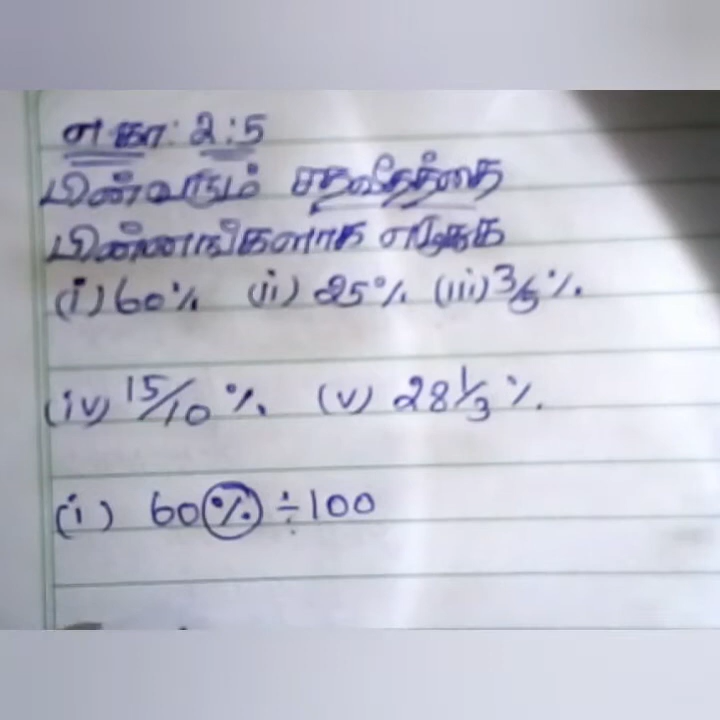 எ.கா: 2:5
பின்வரும் சதவீதத்தை
பின்னங்களாக எழுதுக
(i) 60% (ii) 25% (iii) 3/5 %.
(iv) 15/10 %. (v) 28 1/3 %.
(i) 60% ÷ 100